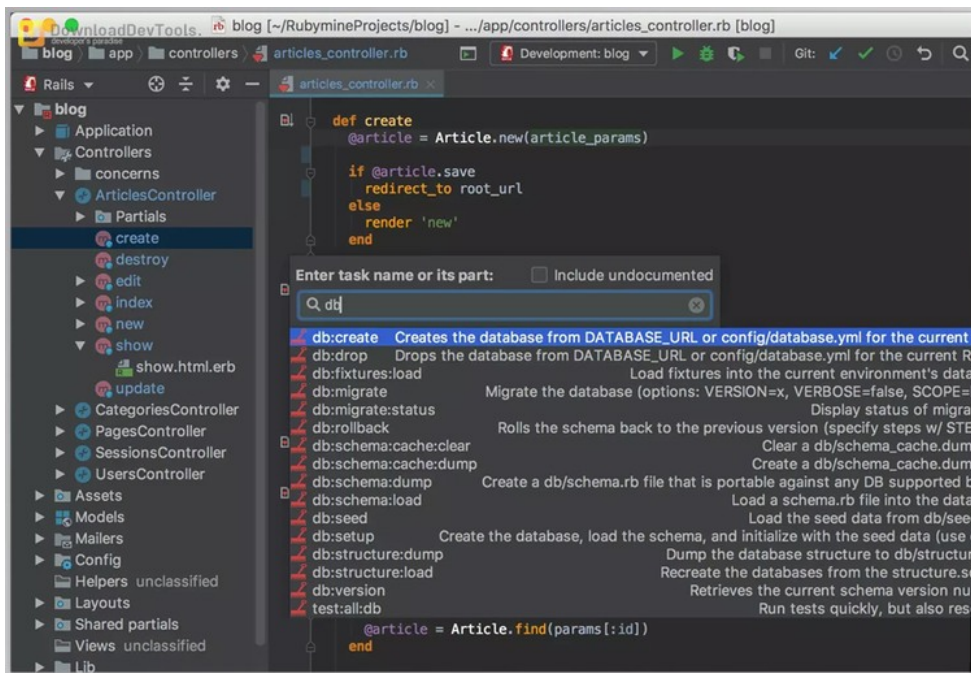 DownloadDevTools.
developer's paradise
blog [~/RubymineProjects/blog] - .../app/controllers/articles_controller.rb [blog]
blog app controllers articles_controller.rb Development: blog Git:
Rails
articles_controller.rb
blog
Application
Controllers
concerns
ArticlesController
Partials
create
destroy
edit
index
new
show
show.html.erb
update
CategoriesController
PagesController
SessionsController
UsersController
Assets
Models
Mailers
Config
Helpers unclassified
Layouts
Shared partials
Views unclassified
Lib
def create
@article = Article.new(article_params)
if @article.save
redirect_to root_url
else
render 'new'
end
Enter task name or its part: Include undocumented
db
db:create Creates the database from DATABASE_URL or config/database.yml for the current
db:drop Drops the database from DATABASE_URL or config/database.yml for the current R
db:fixtures:load Load fixtures into the current environment's data
db:migrate Migrate the database (options: VERSION=x, VERBOSE=false, SCOPE=
db:migrate:status Display status of migra
db:rollback Rolls the schema back to the previous version (specify steps w/ STE
db:schema:cache:clear Clear a db/schema_cache.dum
db:schema:cache:dump Create a db/schema_cache.dum
db:schema:dump Create a db/schema.rb file that is portable against any DB supported b
db:schema:load Load a schema.rb file into the data
db:seed Load the seed data from db/see
db:setup Create the database, load the schema, and initialize with the seed data (use
db:structure:dump Dump the database structure to db/structur
db:structure:load Recreate the databases from the structure.s
db:version Retrieves the current schema version nu
test:all:db Run tests quickly, but also res
@article = Article.find(params[:id])
end